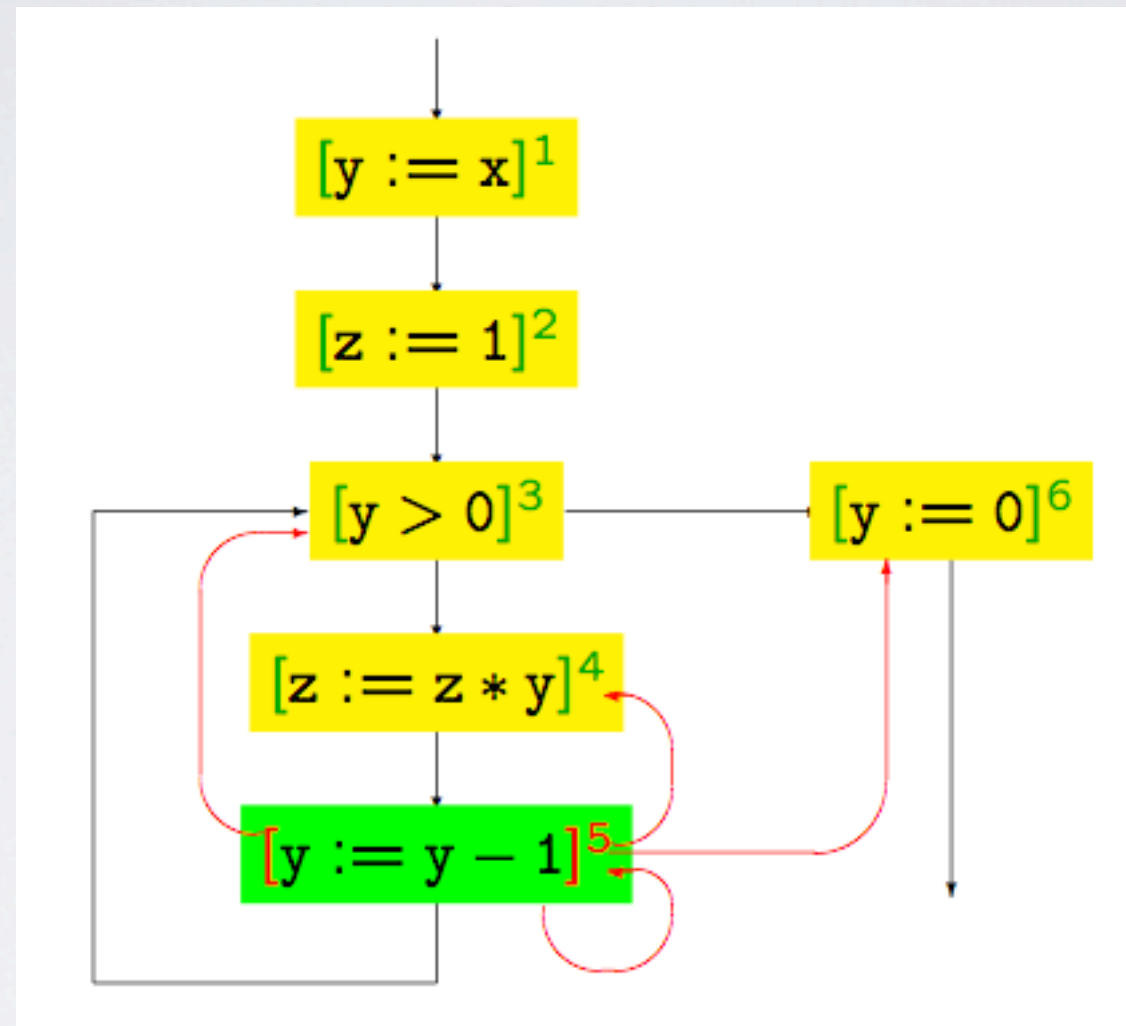 [y := x]¹
[z := 1]²
[y > 0]³
[y := 0]⁶
[z := z * y]⁴
[y := y − 1]⁵